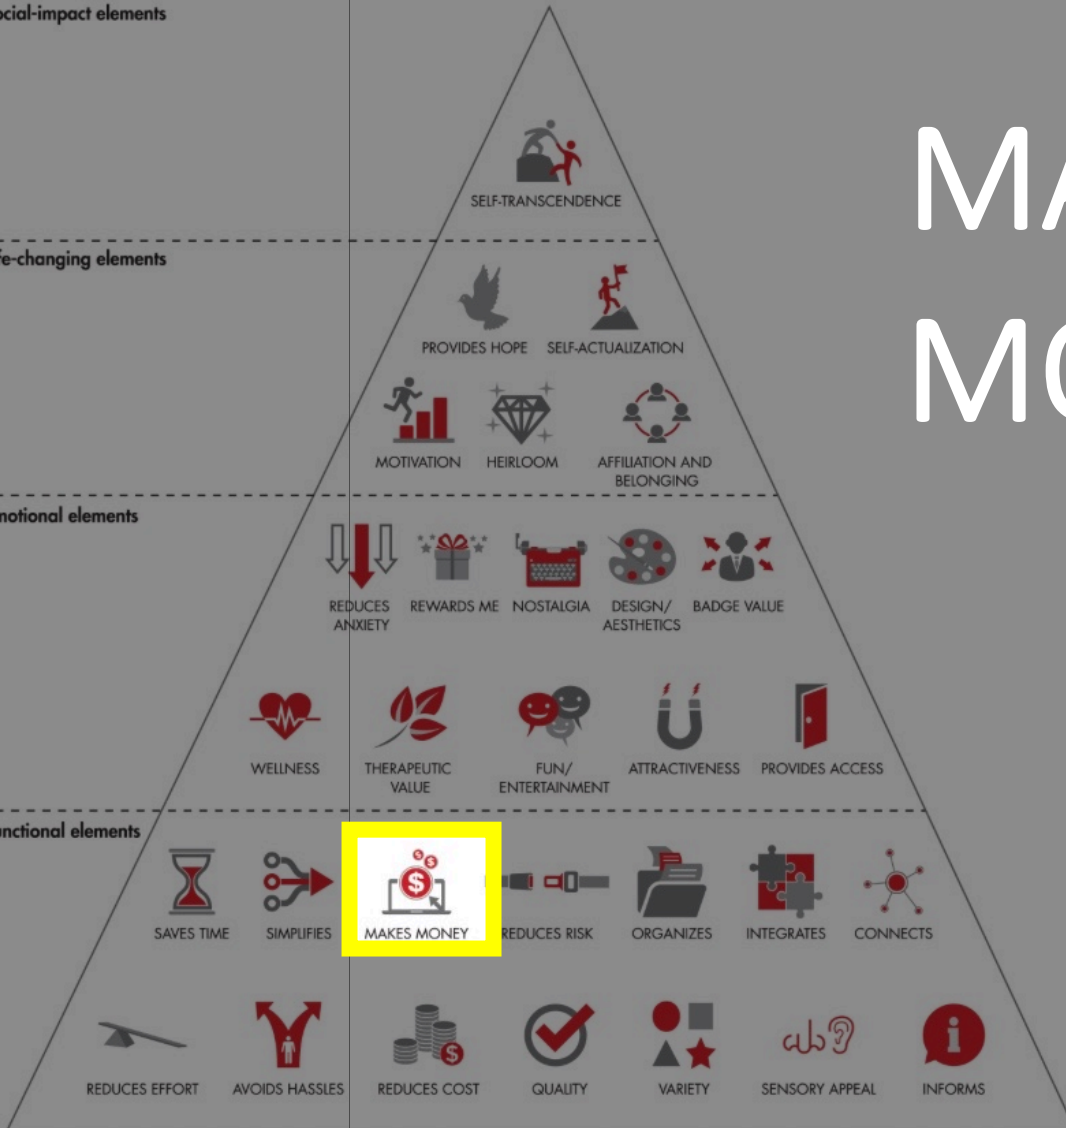 ocial-impact elements
MA
SELF-TRANSCENDENCE
fe-changing elements
MO
PROVIDES HOPE SELF-ACTUALIZATION
MOTIVATION HEIRLOOM AFFILIATION AND
BELONGING
motional elements
REDUCES REWARDS ME NOSTALGIA DESIGN/ BADGE VALUE
ANXIETY AESTHETICS
WELLNESS THERAPEUTIC FUN/ ATTRACTIVENESS PROVIDES ACCESS
VALUE ENTERTAINMENT
unctional elements
SAVES TIME SIMPLIFIES MAKES MONEY REDUCES RISK ORGANIZES INTEGRATES CONNECTS
REDUCES EFFORT AVOIDS HASSLES REDUCES COST QUALITY VARIETY SENSORY APPEAL INFORMS